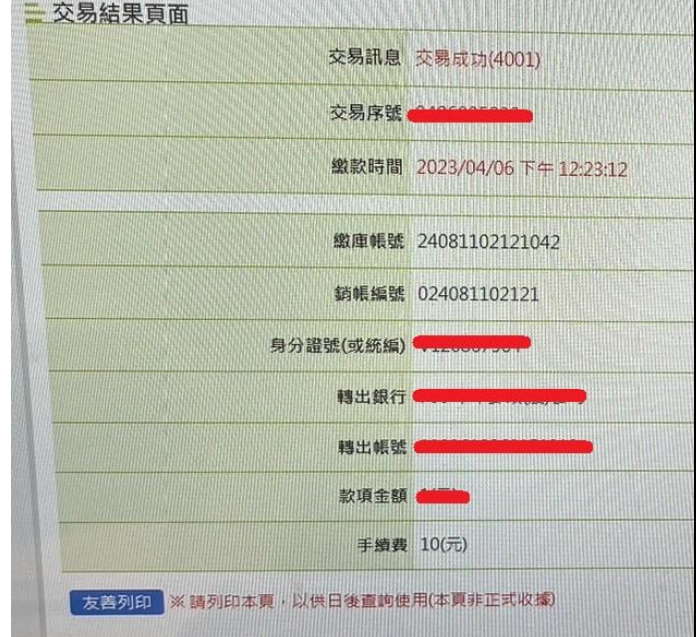 交易結果頁面
交易訊息 交易成功(4001)
交易序號
繳款時間 2023/04/06 下午 12:23:12
繳庫帳號 24081102121042
銷帳編號 024081102121
身分證號(或統編)
轉出銀行
轉出帳號
款項金額
手續費 10(元)
友善列印 ※ 請列印本頁，以供日後查詢使用(本頁非正式收據)